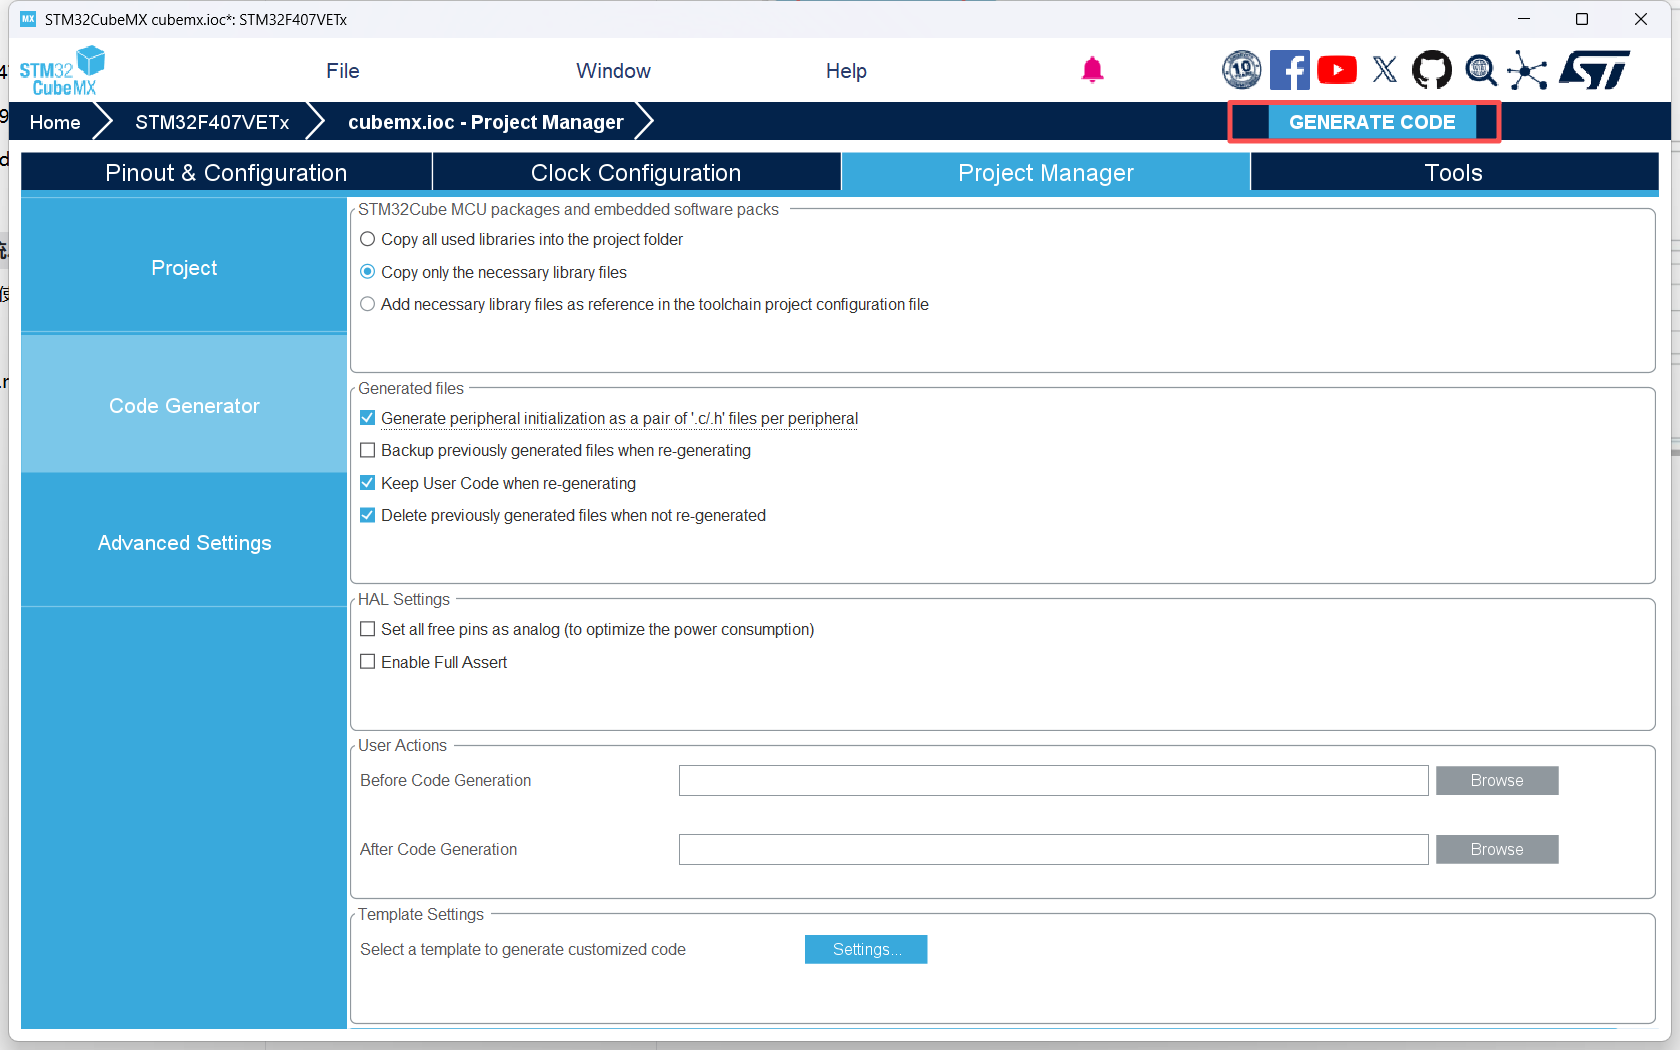 MX STM32CubeMX cubemx.ioc*: STM32F407VETx
STM32
CubeMX
File Window Help
10
ST
Home STM32F407VETx cubemx.ioc - Project Manager GENERATE CODE
Pinout & Configuration Clock Configuration Project Manager Tools
Project
Code Generator
Advanced Settings
STM32Cube MCU packages and embedded software packs
Copy all used libraries into the project folder
Copy only the necessary library files
Add necessary library files as reference in the toolchain project configuration file
Generated files
Generate peripheral initialization as a pair of '.c/.h' files per peripheral
Backup previously generated files when re-generating
Keep User Code when re-generating
Delete previously generated files when not re-generated
HAL Settings
Set all free pins as analog (to optimize the power consumption)
Enable Full Assert
User Actions
Before Code Generation Browse
After Code Generation Browse
Template Settings
Select a template to generate customized code Settings...